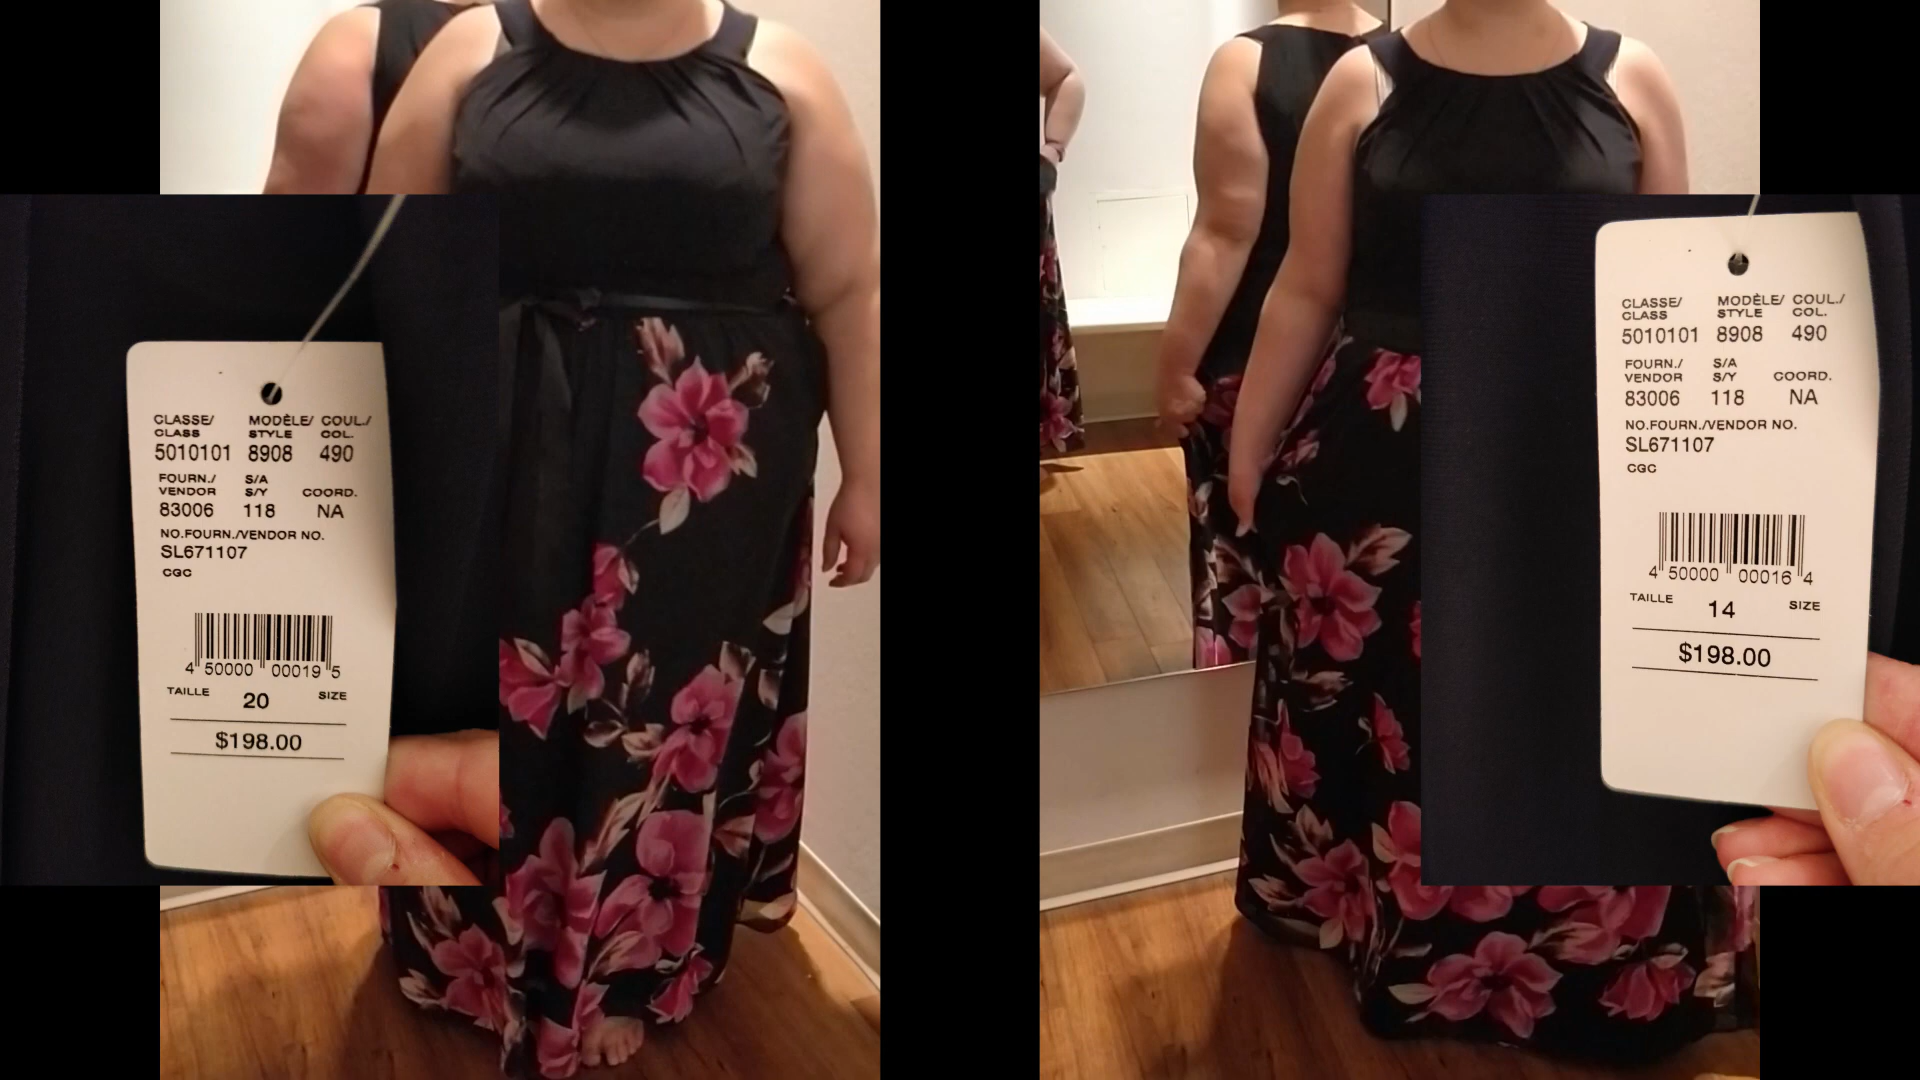 CLASSE/ MODÈLE/ COUL./
CLASS STYLE COL.
5010101 8908 490
FOURN./ S/A
VENDOR S/Y COORD.
83006 118 NA
NO.FOURN./VENDOR NO.
SL671107
CGC
4 50000 00019 5
TAILLE 20 SIZE
$198.00
CLASSE/ MODÈLE/ COUL./
CLASS STYLE COL.
5010101 8908 490
FOURN./ S/A
VENDOR S/Y COORD.
83006 118 NA
NO.FOURN./VENDOR NO.
SL671107
CGC
4 50000 00016 4
TAILLE 14 SIZE
$198.00